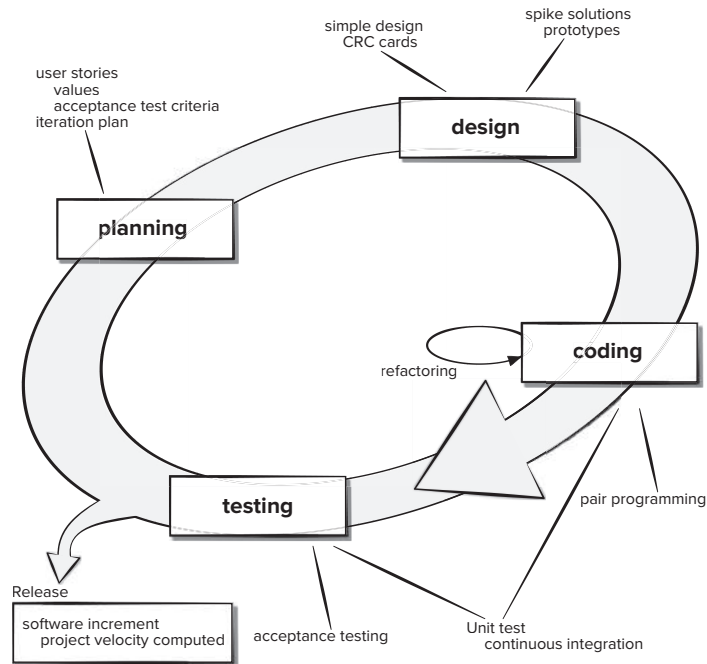 simple design
CRC cards
spike solutions
prototypes
user stories
values
acceptance test criteria
iteration plan
design
planning
coding
refactoring
testing
pair programming
Release
software increment
project velocity computed
acceptance testing
Unit test
continuous integration